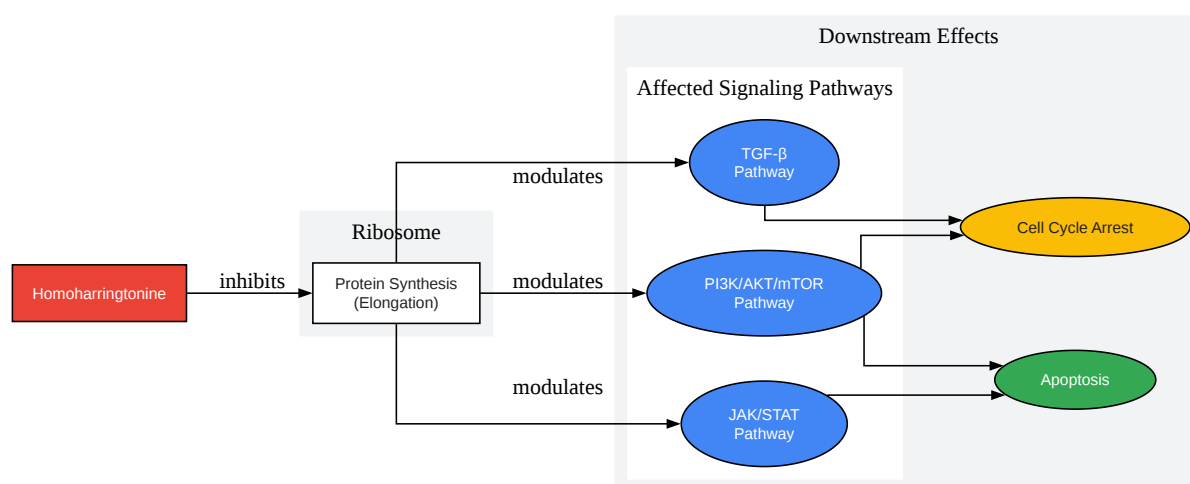 Downstream Effects
Affected Signaling Pathways
TGF-β
Pathway
modulates
Ribosome
Cell Cycle Arrest
Homoharringtonine
inhibits
Protein Synthesis
(Elongation)
modulates
PI3K/AKT/mTOR
Pathway
modulates
Apoptosis
JAK/STAT
Pathway